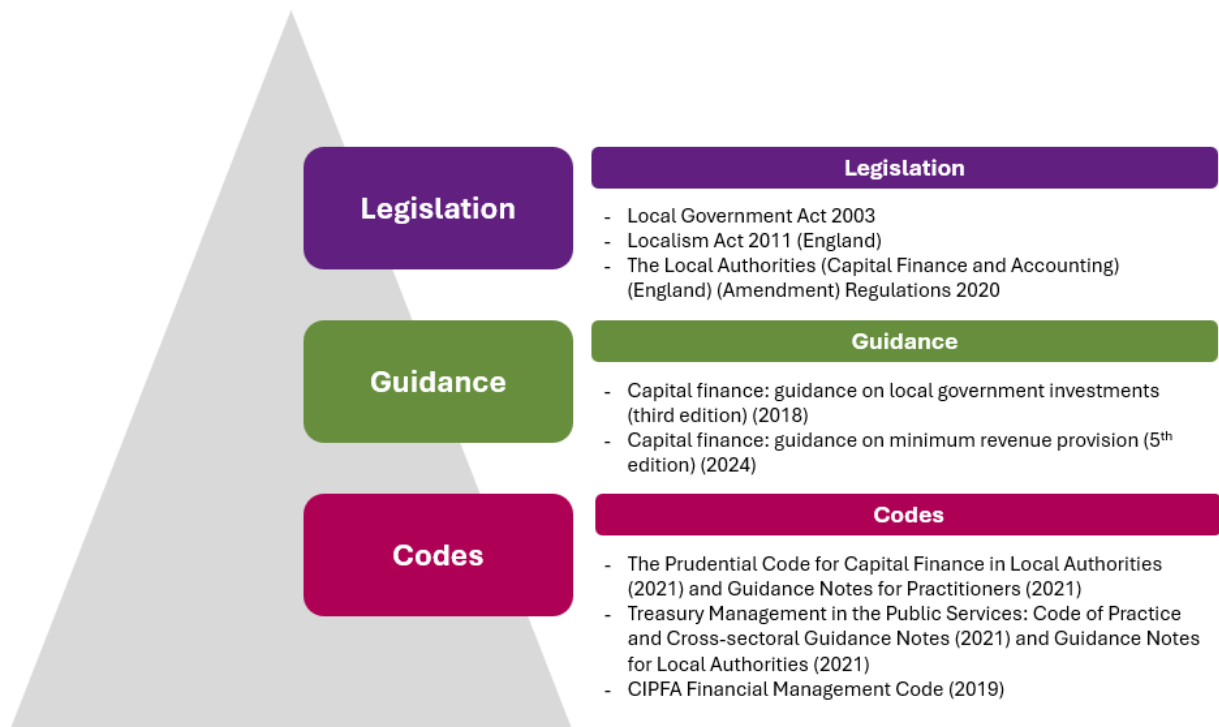 Legislation
Legislation
- Local Government Act 2003
- Localism Act 2011 (England)
- The Local Authorities (Capital Finance and Accounting)
(England) (Amendment) Regulations 2020
Guidance
Guidance
- Capital finance: guidance on local government investments
(third edition) (2018)
- Capital finance: guidance on minimum revenue provision (5th
edition) (2024)
Codes
Codes
- The Prudential Code for Capital Finance in Local Authorities
(2021) and Guidance Notes for Practitioners (2021)
- Treasury Management in the Public Services: Code of Practice
and Cross-sectoral Guidance Notes (2021) and Guidance Notes
for Local Authorities (2021)
- CIPFA Financial Management Code (2019)